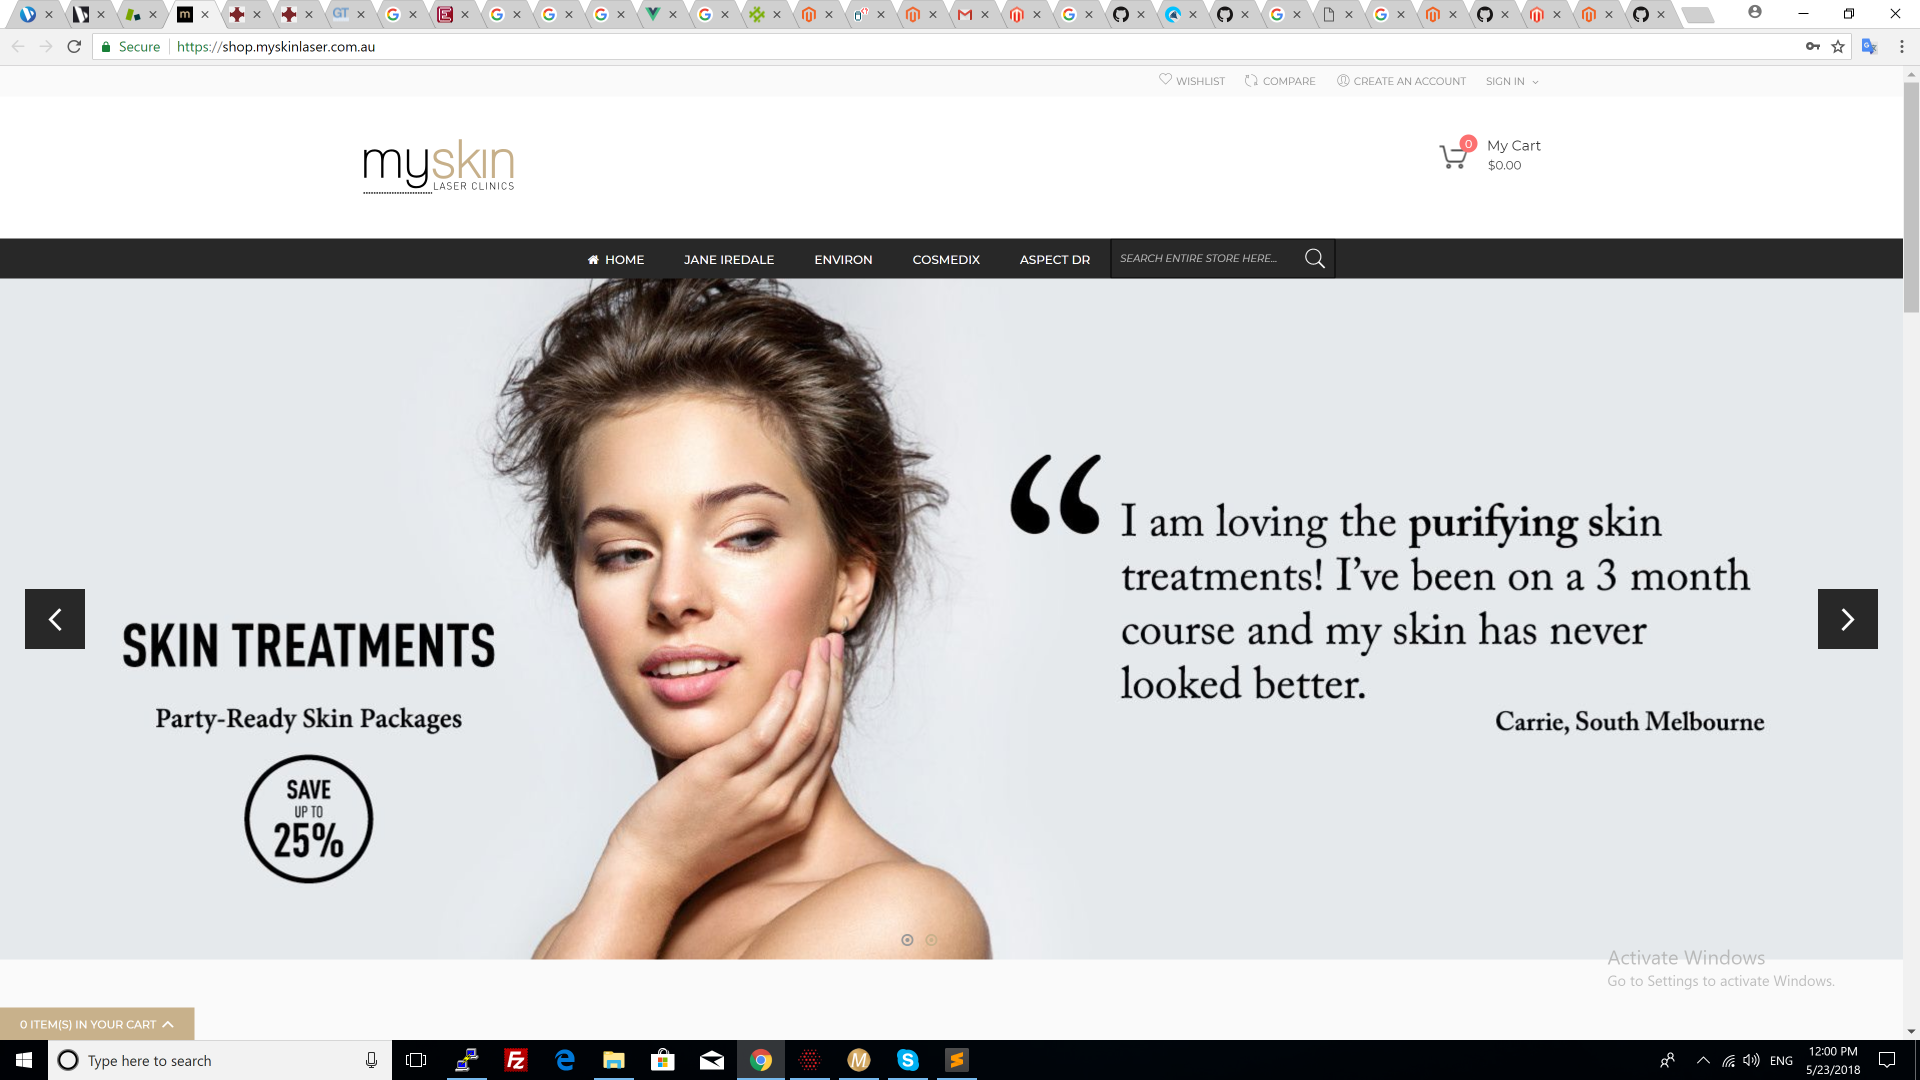 GT
Secure
https://shop.myskinlaser.com.au
WISHLIST
COMPARE
CREATE AN ACCOUNT
SIGN IN
myskin
LASER CLINICS
0
My Cart
$0.00
HOME
JANE IREDALE
ENVIRON
COSMEDIX
ASPECT DR
SEARCH ENTIRE STORE HERE...
SKIN TREATMENTS
Party-Ready Skin Packages
SAVE
UP TO
25%
“I am loving the purifying skin
treatments! I’ve been on a 3 month
course and my skin has never
looked better.
Carrie, South Melbourne
Activate Windows
Go to Settings to activate Windows.
0 ITEM(S) IN YOUR CART
Type here to search
ENG
12:00 PM
5/23/2018